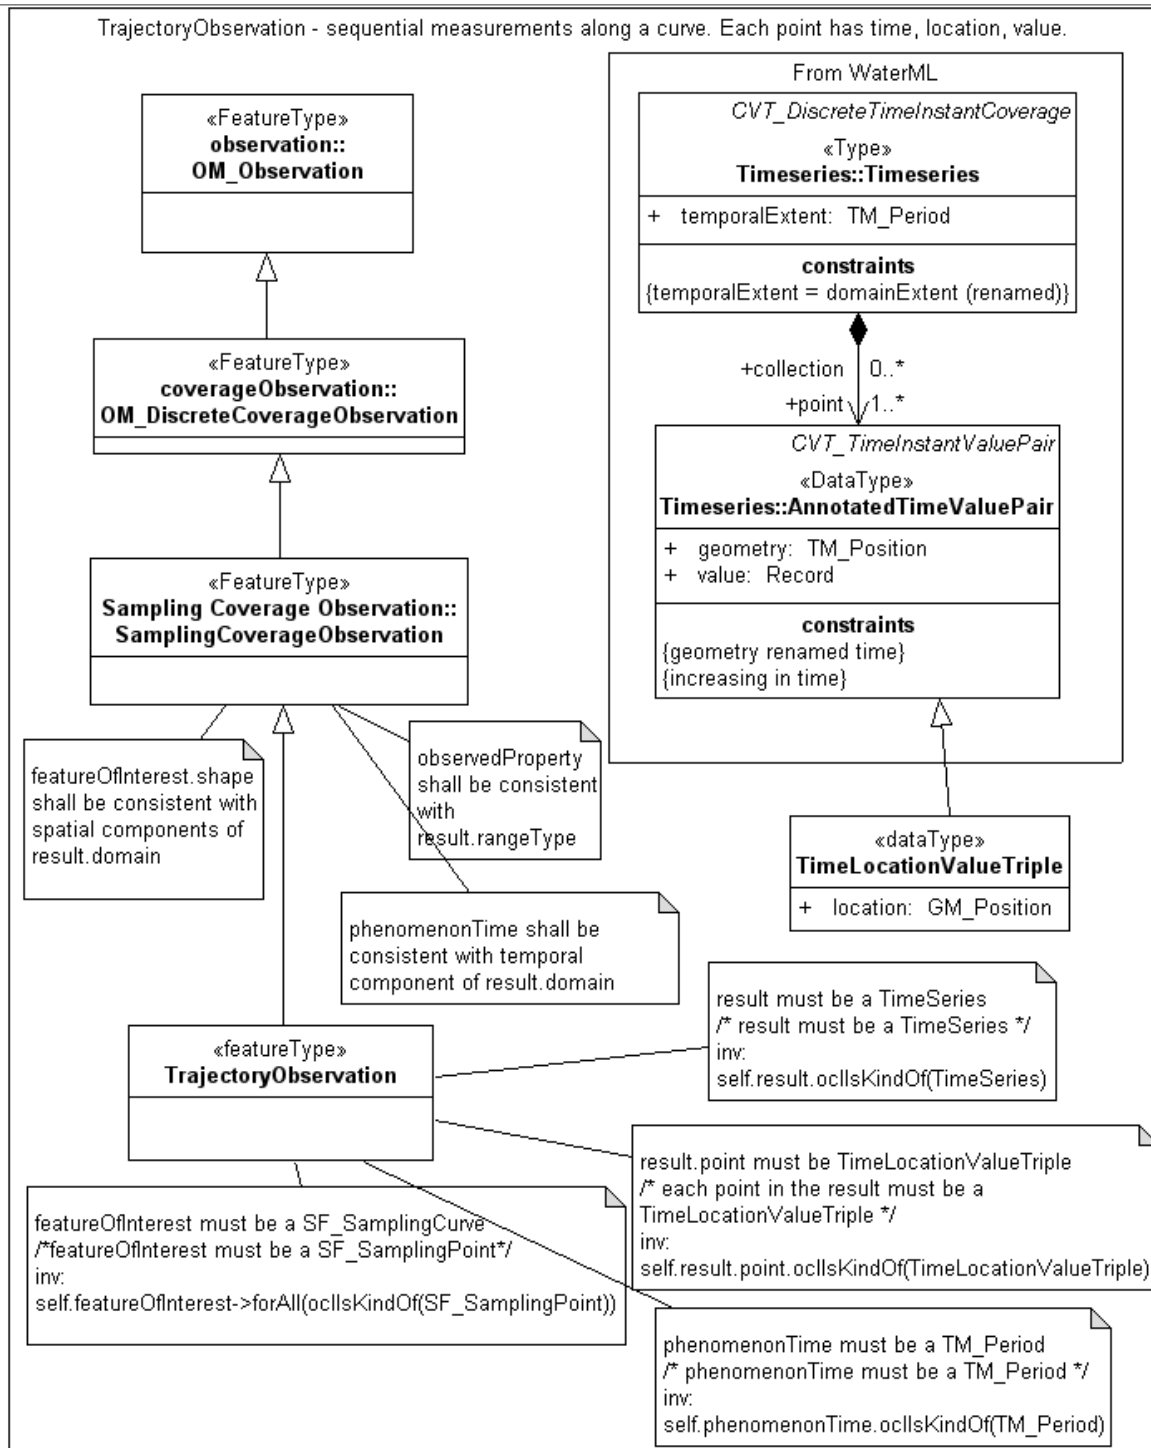 TrajectoryObservation - sequential measurements along a curve. Each point has time, location, value.
«FeatureType»
observation::
OM_Observation
«FeatureType»
coverageObservation::
OM_DiscreteCoverageObservation
«FeatureType»
Sampling Coverage Observation::
SamplingCoverageObservation
From WaterML
CVT_DiscreteTimeInstantCoverage
«Type»
Timeseries::Timeseries
+ temporalExtent: TM_Period
constraints
{temporalExtent = domainExtent (renamed)}
+collection 0..*
+point 1..*
CVT_TimeInstantValuePair
«DataType»
Timeseries::AnnotatedTimeValuePair
+ geometry: TM_Position
+ value: Record
constraints
{geometry renamed time}
{increasing in time}
featureOfInterest.shape
shall be consistent with
spatial components of
result.domain
observedProperty
shall be consistent
with
result.rangeType
phenomenonTime shall be
consistent with temporal
component of result.domain
«dataType»
TimeLocationValueTriple
+ location: GM_Position
«featureType»
TrajectoryObservation
result must be a TimeSeries
/* result must be a TimeSeries */
inv:
self.result.oclIsKindOf(TimeSeries)
result.point must be TimeLocationValueTriple
/* each point in the result must be a
TimeLocationValueTriple */
inv:
self.result.point.oclIsKindOf(TimeLocationValueTriple)
featureOfInterest must be a SF_SamplingCurve
/*featureOfInterest must be a SF_SamplingPoint*/
inv:
self.featureOfInterest->forAll(oclIsKindOf(SF_SamplingPoint))
phenomenonTime must be a TM_Period
/* phenomenonTime must be a TM_Period */
inv:
self.phenomenonTime.oclIsKindOf(TM_Period)